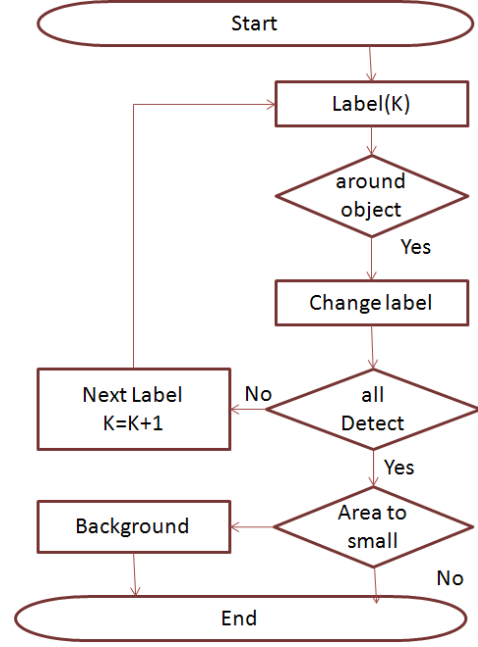 Start
Label(K)
around
object
Yes
Change label
all
Detect
No
Next Label
K=K+1
Yes
Area to
small
Background
No
End